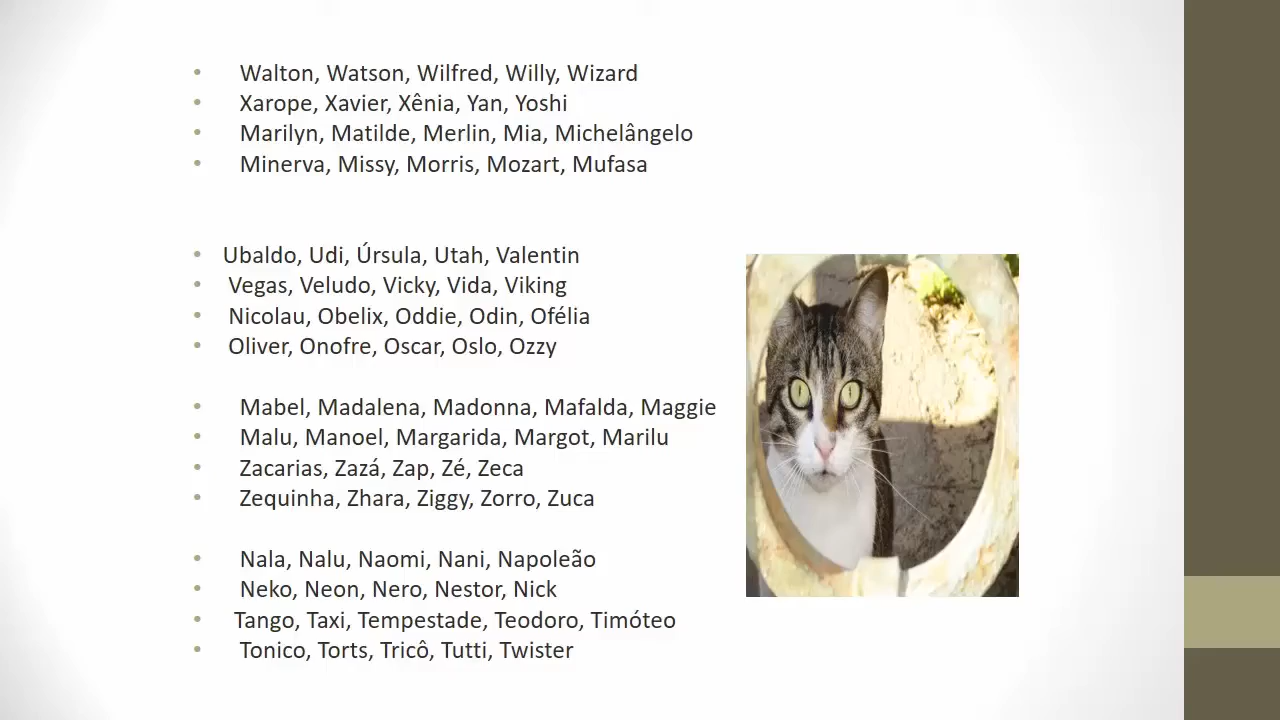 • Walton, Watson, Wilfred, Willy, Wizard
• Xarope, Xavier, Xênia, Yan, Yoshi
• Marilyn, Matilde, Merlin, Mia, Michelângelo
• Minerva, Missy, Morris, Mozart, Mufasa
• Ubaldo, Udi, Úrsula, Utah, Valentin
• Vegas, Veludo, Vicky, Vida, Viking
• Nicolau, Obelix, Oddie, Odin, Ofélia
• Oliver, Onofre, Oscar, Oslo, Ozzy
• Mabel, Madalena, Madonna, Mafalda, Maggie
• Malu, Manoel, Margarida, Margot, Marilu
• Zacarias, Zazá, Zap, Zé, Zeca
• Zequinha, Zhara, Ziggy, Zorro, Zuca
• Nala, Nalu, Naomi, Nani, Napoleão
• Neko, Neon, Nero, Nestor, Nick
• Tango, Taxi, Tempestade, Teodoro, Timóteo
• Tonico, Torts, Tricô, Tutti, Twister